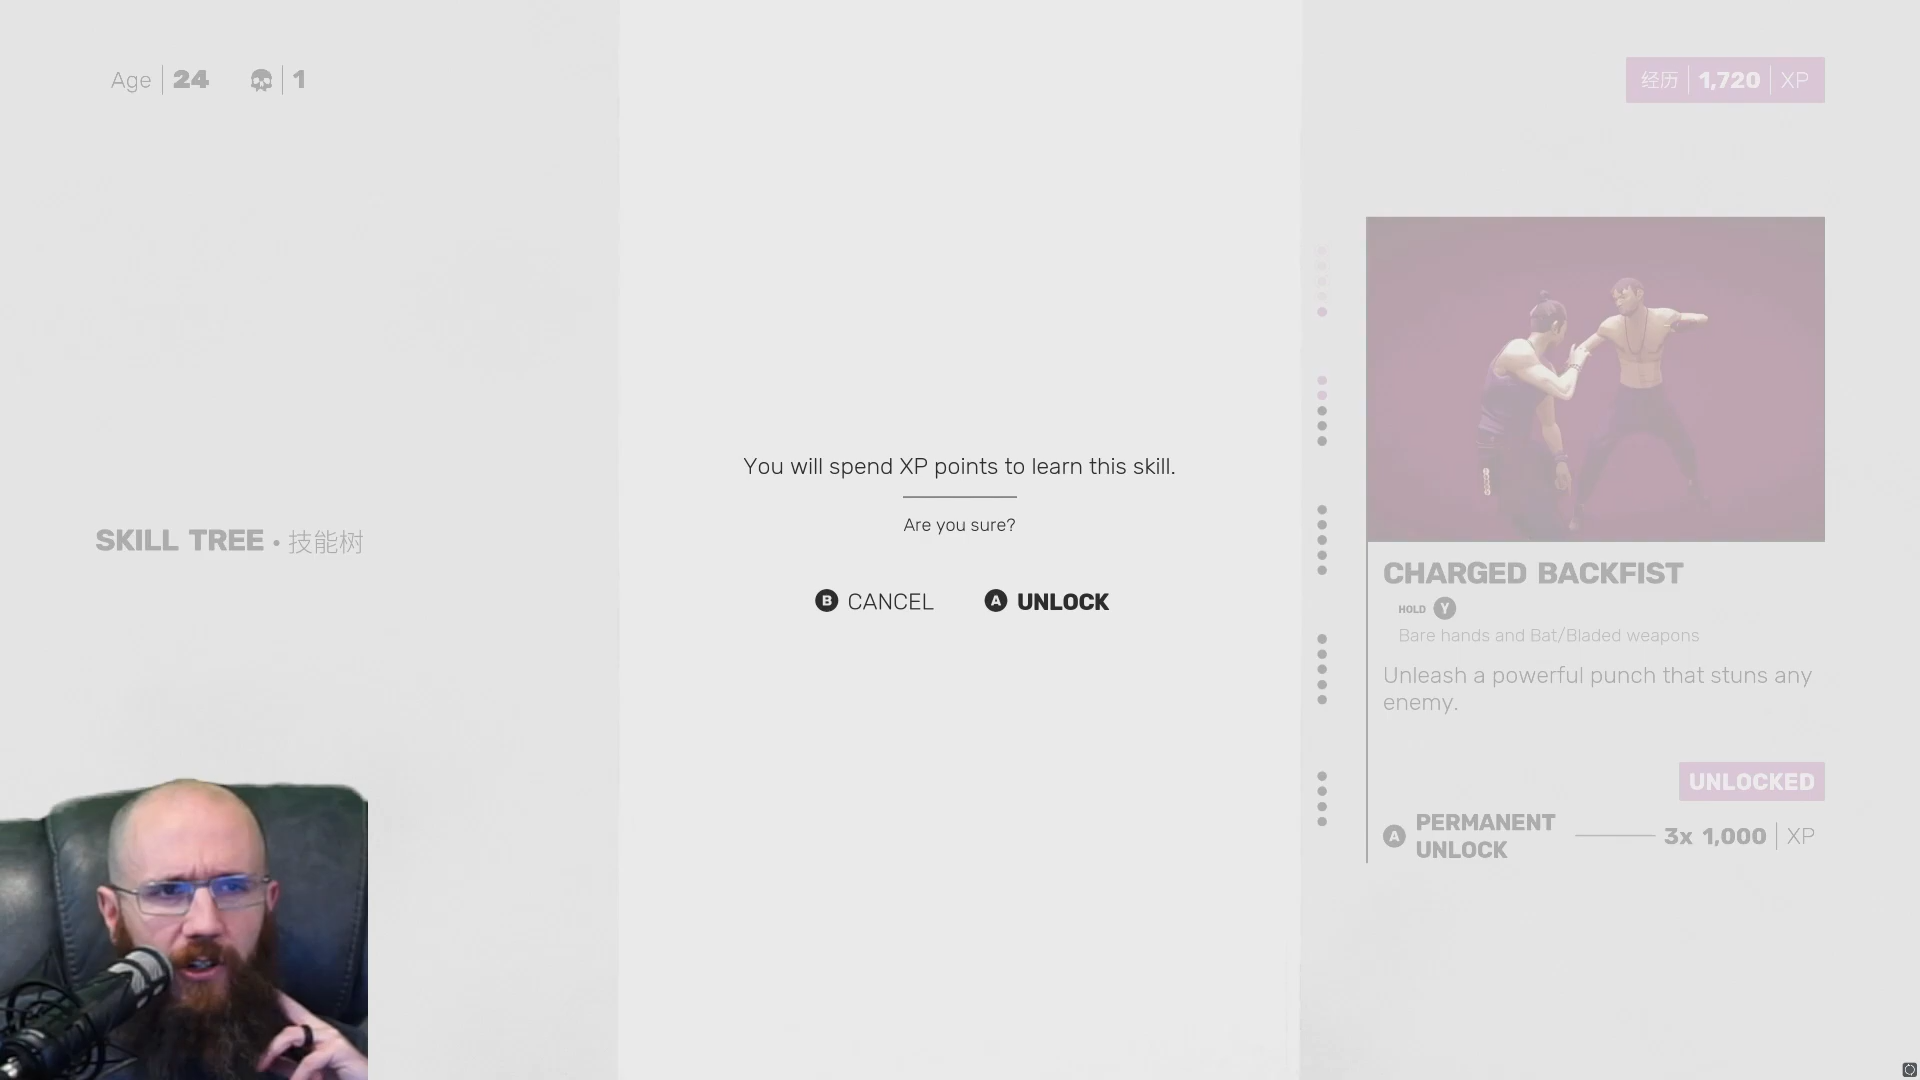 Age 24 1
经历 1,720 XP
SKILL TREE • 技能树
You will spend XP points to learn this skill.
Are you sure?
B CANCEL A UNLOCK
CHARGED BACKFIST
HOLD Y
Bare hands and Bat/Bladed weapons
Unleash a powerful punch that stuns any
enemy.
UNLOCKED
A PERMANENT
UNLOCK 3x 1,000 XP